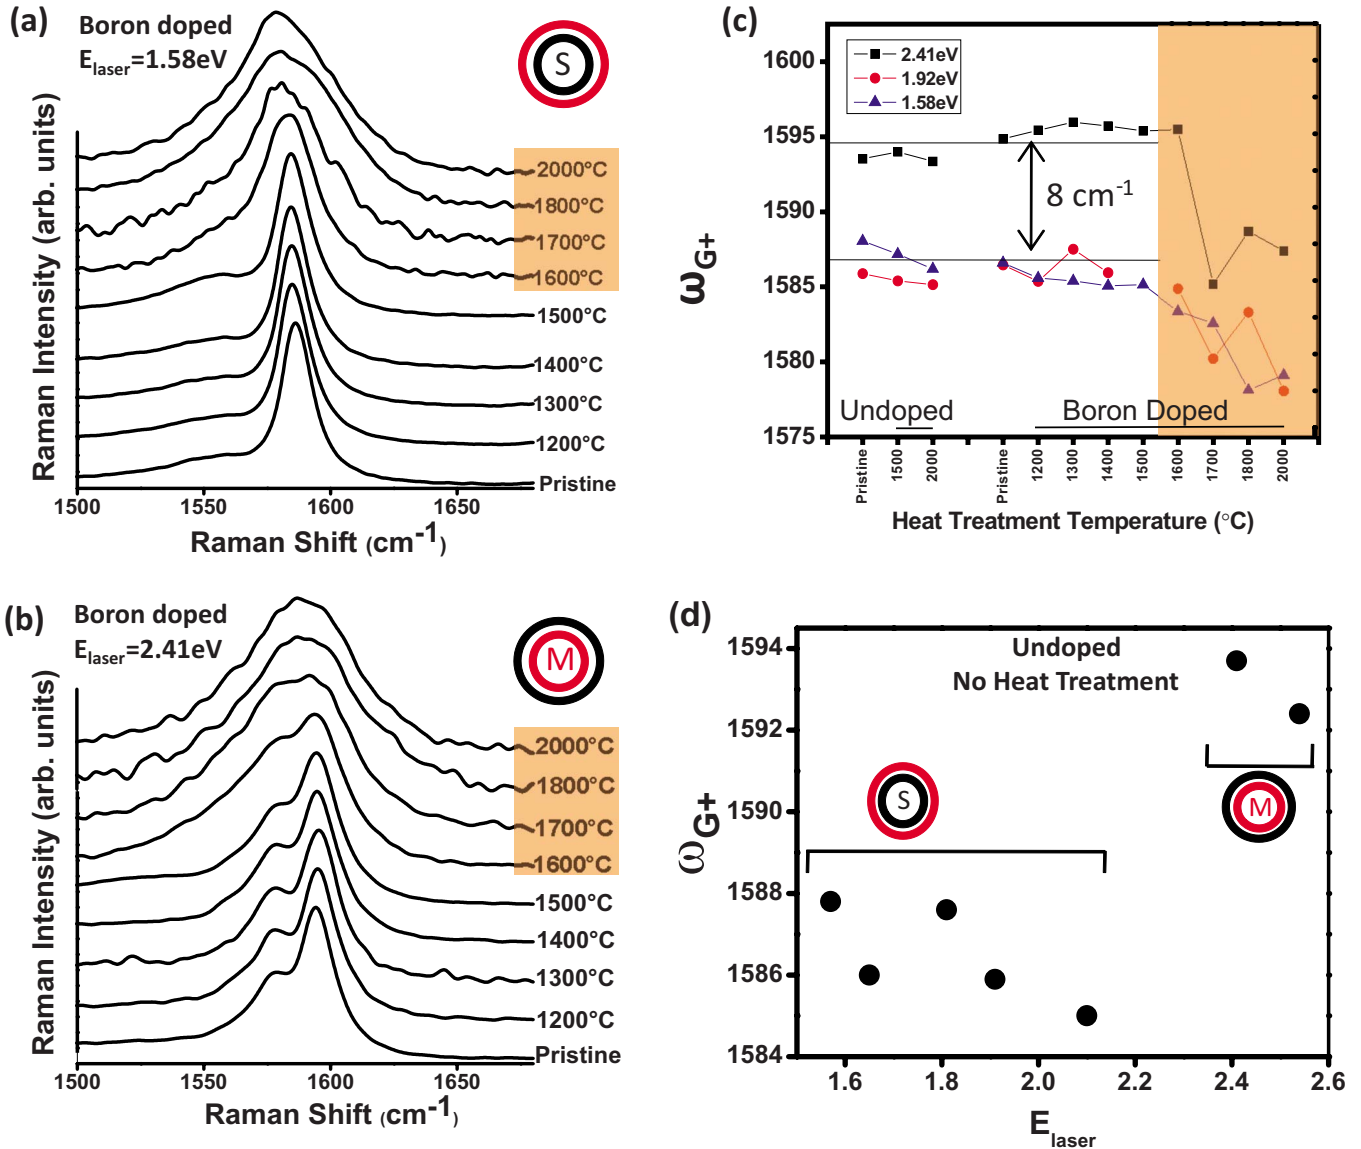 (a)
Boron doped
E_laser=1.58eV
S
Raman Intensity (arb. units)
2000°C
1800°C
1700°C
1600°C
1500°C
1400°C
1300°C
1200°C
Pristine
1500 1550 1600 1650
Raman Shift (cm-1)
(b)
Boron doped
E_laser=2.41eV
M
Raman Intensity (arb. units)
2000°C
1800°C
1700°C
1600°C
1500°C
1400°C
1300°C
1200°C
Pristine
1500 1550 1600 1650
Raman Shift (cm-1)
(c)
2.41eV
1.92eV
1.58eV
ωG+
1600
1595
1590
1585
1580
1575
8 cm-1
Undoped
Boron Doped
Pristine 1500 2000 Pristine 1200 1300 1400 1500 1600 1700 1800 2000
Heat Treatment Temperature (°C)
(d)
Undoped
No Heat Treatment
ωG+
1594
1592
1590
1588
1586
1584
S
M
1.6 1.8 2.0 2.2 2.4 2.6
E_laser